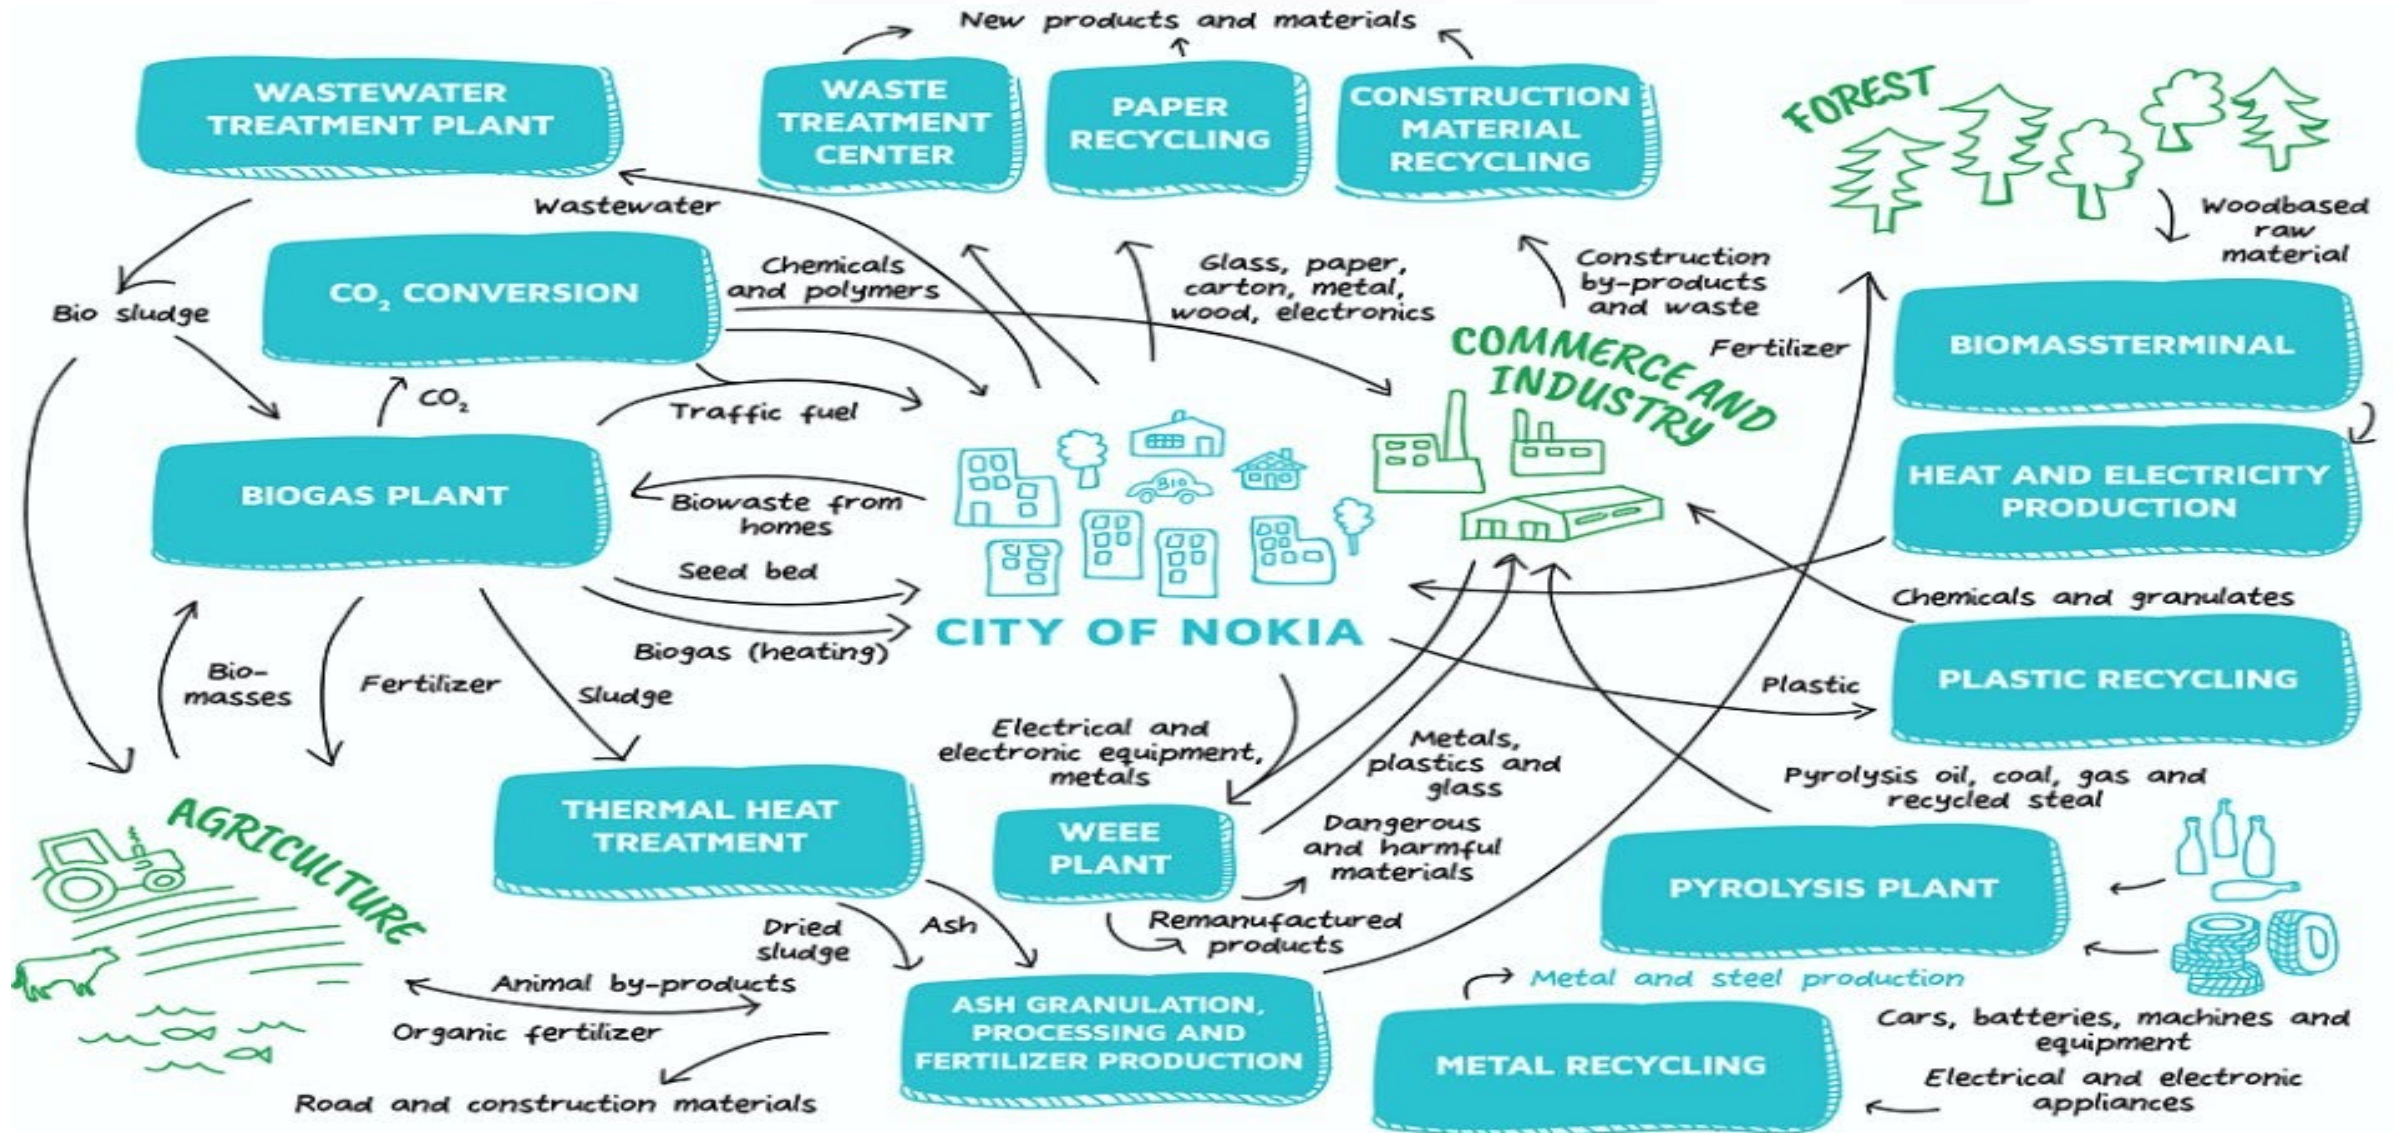 New products and materials
WASTEWATER
TREATMENT PLANT
WASTE
TREATMENT
CENTER
PAPER
RECYCLING
CONSTRUCTION
MATERIAL
RECYCLING
FOREST
Woodbased
raw
material
Wastewater
Bio sludge
CO₂ CONVERSION
Chemicals
and polymers
Glass, paper,
carton, metal,
wood, electronics
Construction
by-products
and waste
Fertilizer
COMMERCE AND
INDUSTRY
BIOMASSTERMINAL
CO₂
Traffic fuel
BIOGAS PLANT
Biowaste from
homes
BIO
HEAT AND ELECTRICITY
PRODUCTION
Seed bed
Biogas (heating)
CITY OF NOKIA
Chemicals and granulates
PLASTIC RECYCLING
Plastic
Bio-
masses
Fertilizer
Sludge
Electrical and
electronic equipment,
metals
Metals,
plastics and
glass
Pyrolysis oil, coal, gas and
recycled steal
AGRICULTURE
THERMAL HEAT
TREATMENT
WEEE
PLANT
Dangerous
and harmful
materials
PYROLYSIS PLANT
Dried
sludge
Ash
Remanufactured
products
Animal by-products
Organic fertilizer
Road and construction materials
ASH GRANULATION,
PROCESSING AND
FERTILIZER PRODUCTION
Metal and steel production
METAL RECYCLING
Cars, batteries, machines and
equipment
Electrical and electronic
appliances